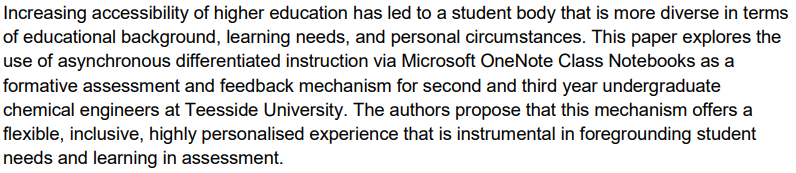 Increasing accessibility of higher education has led to a student body that is more diverse in terms
of educational background, learning needs, and personal circumstances. This paper explores the
use of asynchronous differentiated instruction via Microsoft OneNote Class Notebooks as a
formative assessment and feedback mechanism for second and third year undergraduate
chemical engineers at Teesside University. The authors propose that this mechanism offers a
flexible, inclusive, highly personalised experience that is instrumental in foregrounding student
needs and learning in assessment.